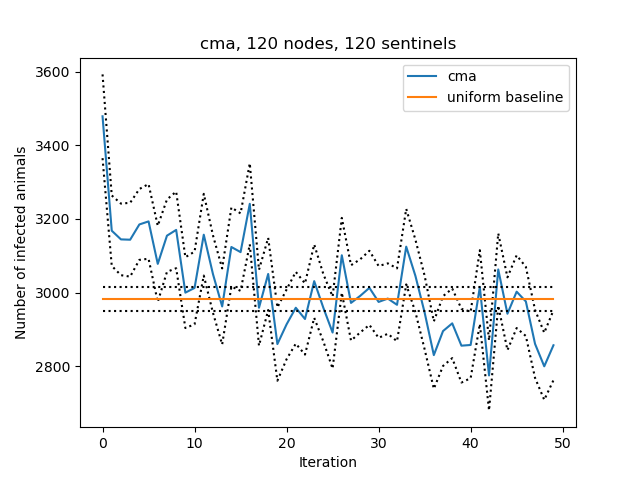 cma, 120 nodes, 120 sentinels
cma
uniform baseline
Number of infected animals
3600
3400
3200
3000
2800
0 10 20 30 40 50
Iteration